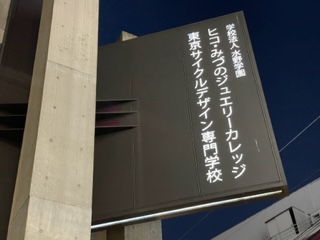 学校法人水野学園
ヒコ・みづのジュエリーカレッジ
東京サイクルデザイン専門学校